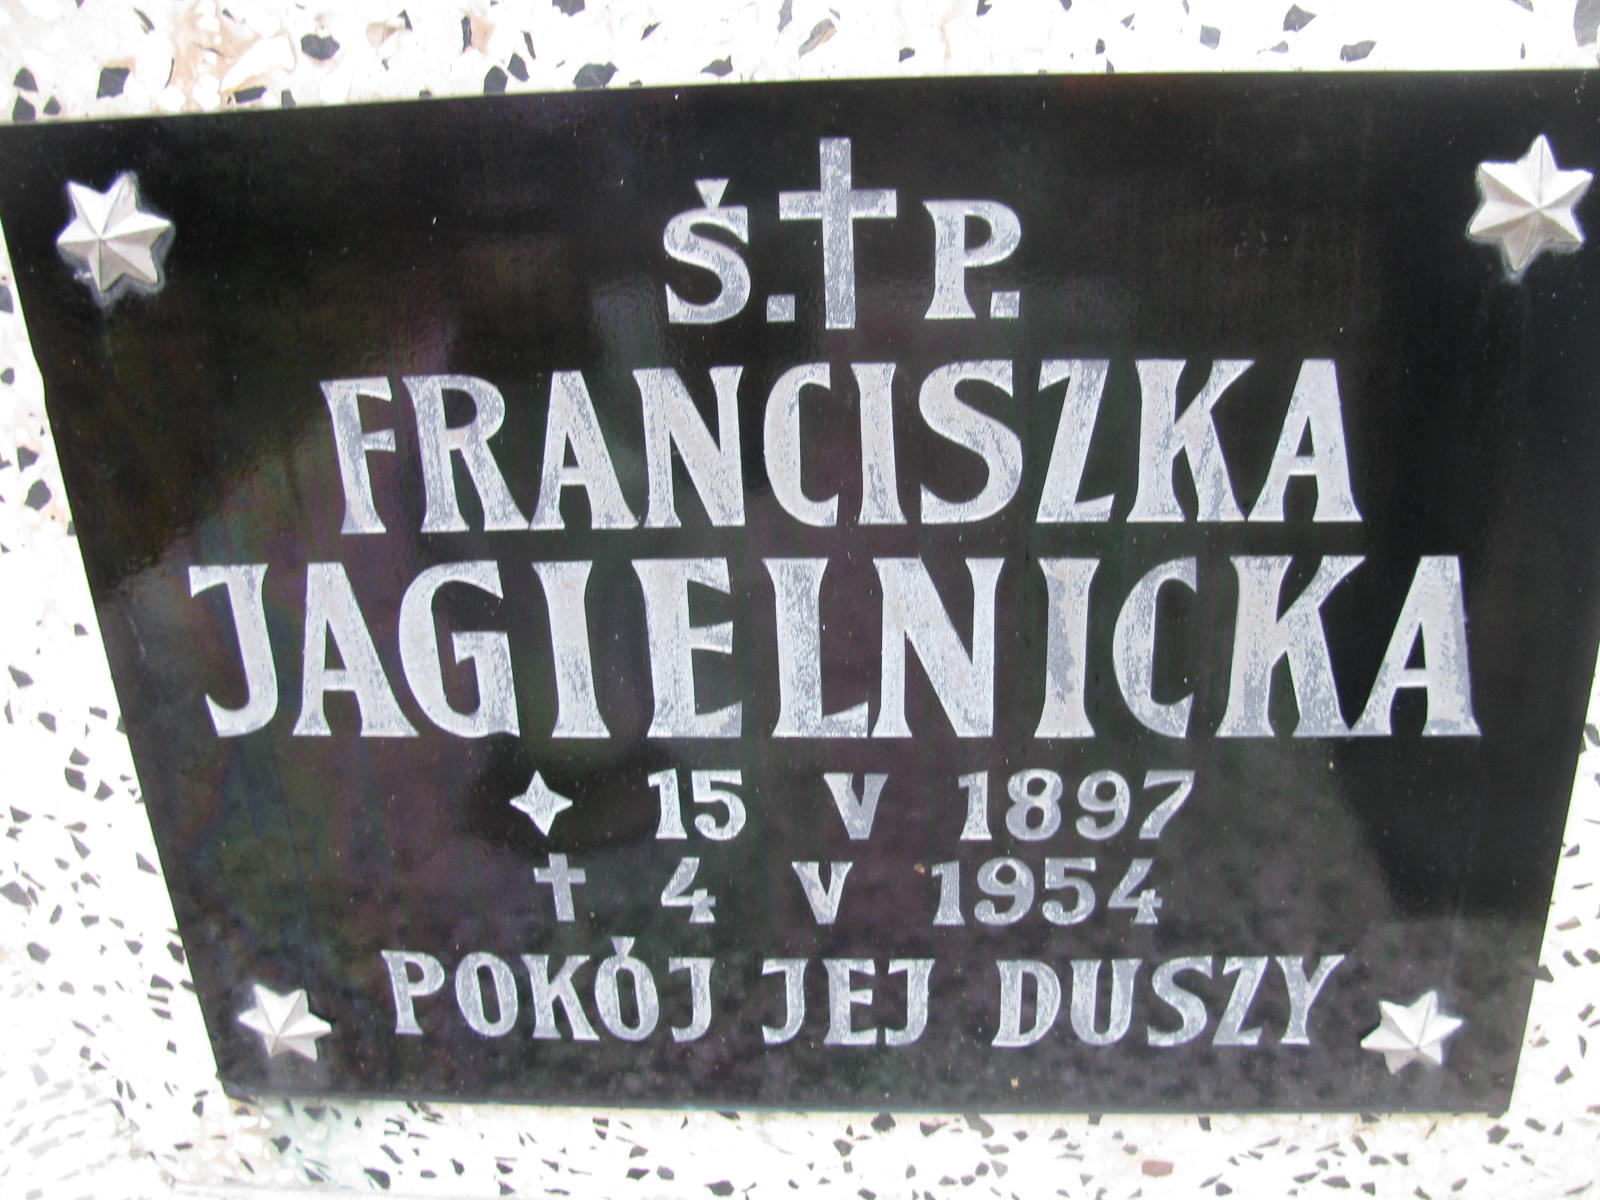 Ś.†P.
FRANCISZKA
JAGIELNICKA
✦ 15 V 1897
† 4 V 1954
POKÓJ JEJ DUSZY